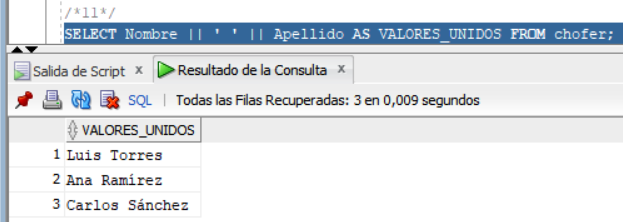 /*11*/
SELECT Nombre || ' ' || Apellido AS VALORES_UNIDOS FROM chofer;
Salida de Script x Resultado de la Consulta x
SQL | Todas las Filas Recuperadas: 3 en 0,009 segundos
VALORES_UNIDOS
1 Luis Torres
2 Ana Ramírez
3 Carlos Sánchez